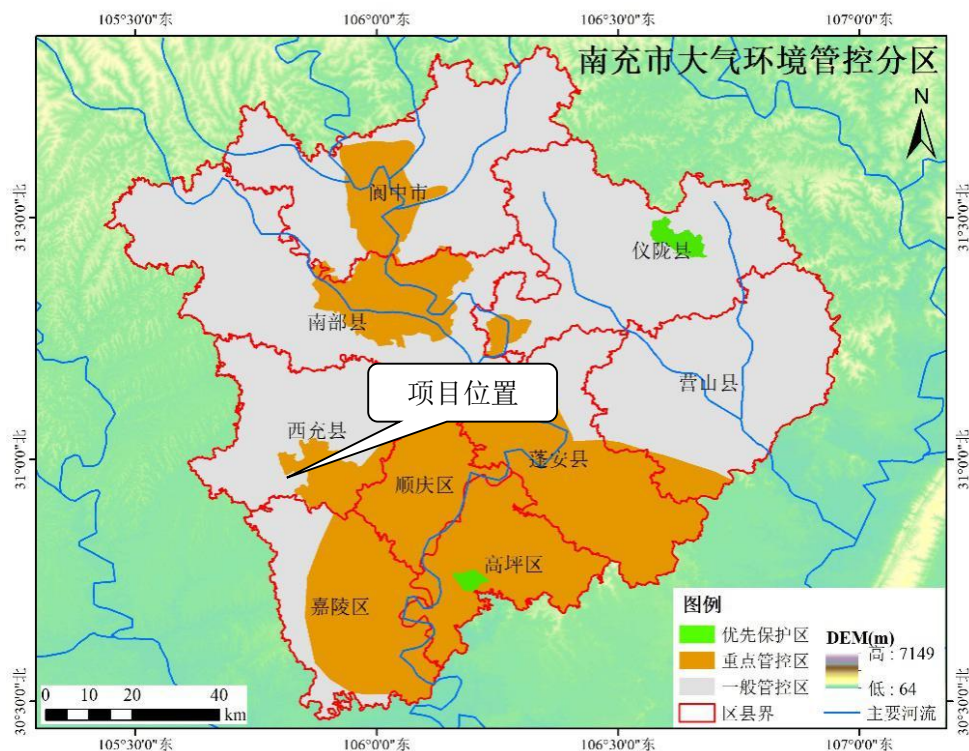 105°30'0"东 106°0'0"东 106°30'0"东 107°0'0"东
南充市大气环境管控分区
N
31°30'0"北 31°30'0"北
阆中市
仪陇县
南部县
营山县
项目位置
西充县
31°0'0"北 31°0'0"北
蓬安县
顺庆区
高坪区
嘉陵区
图例
优先保护区
重点管控区
一般管控区
区县界
DEM(m)
高 : 7149
低 : 64
主要河流
0 10 20 40
km
30°30'0"北 30°30'0"北
105°30'0"东 106°0'0"东 106°30'0"东 107°0'0"东